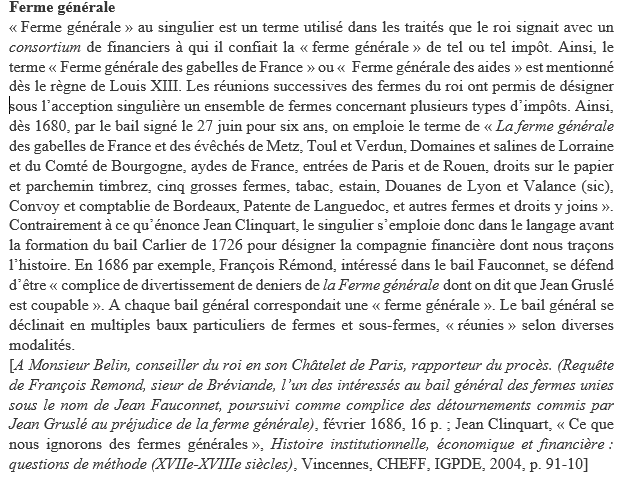 Ferme générale
« Ferme générale » au singulier est un terme utilisé dans les traités que le roi signait avec un
consortium de financiers à qui il confiait la « ferme générale » de tel ou tel impôt. Ainsi, le
terme « Ferme générale des gabelles de France » ou «  Ferme générale des aides » est mentionné
dès le règne de Louis XIII. Les réunions successives des fermes du roi ont permis de désigner
sous l’acception singulière un ensemble de fermes concernant plusieurs types d’impôts. Ainsi,
dès 1680, par le bail signé le 27 juin pour six ans, on emploie le terme de « La ferme générale
des gabelles de France et des évêchés de Metz, Toul et Verdun, Domaines et salines de Lorraine
et du Comté de Bourgogne, aydes de France, entrées de Paris et de Rouen, droits sur le papier
et parchemin timbrez, cinq grosses fermes, tabac, estain, Douanes de Lyon et Valance (sic),
Convoy et comptablie de Bordeaux, Patente de Languedoc, et autres fermes et droits y joins ».
Contrairement à ce qu’énonce Jean Clinquart, le singulier s’emploie donc dans le langage avant
la formation du bail Carlier de 1726 pour désigner la compagnie financière dont nous traçons
l’histoire. En 1686 par exemple, François Rémond, intéressé dans le bail Fauconnet, se défend
d’être « complice de divertissement de deniers de la Ferme générale dont on dit que Jean Gruslé
est coupable ». A chaque bail général correspondait une « ferme générale ». Le bail général se
déclinait en multiples baux particuliers de fermes et sous-fermes, « réunies » selon diverses
modalités.
[A Monsieur Belin, conseiller du roi en son Châtelet de Paris, rapporteur du procès. (Requête
de François Remond, sieur de Bréviande, l’un des intéressés au bail général des fermes unies
sous le nom de Jean Fauconnet, poursuivi comme complice des détournements commis par
Jean Gruslé au préjudice de la ferme générale), février 1686, 16 p. ; Jean Clinquart, « Ce que
nous ignorons des fermes générales », Histoire institutionnelle, économique et financière :
questions de méthode (XVIIe-XVIIIe siècles), Vincennes, CHEFF, IGPDE, 2004, p. 91-10]